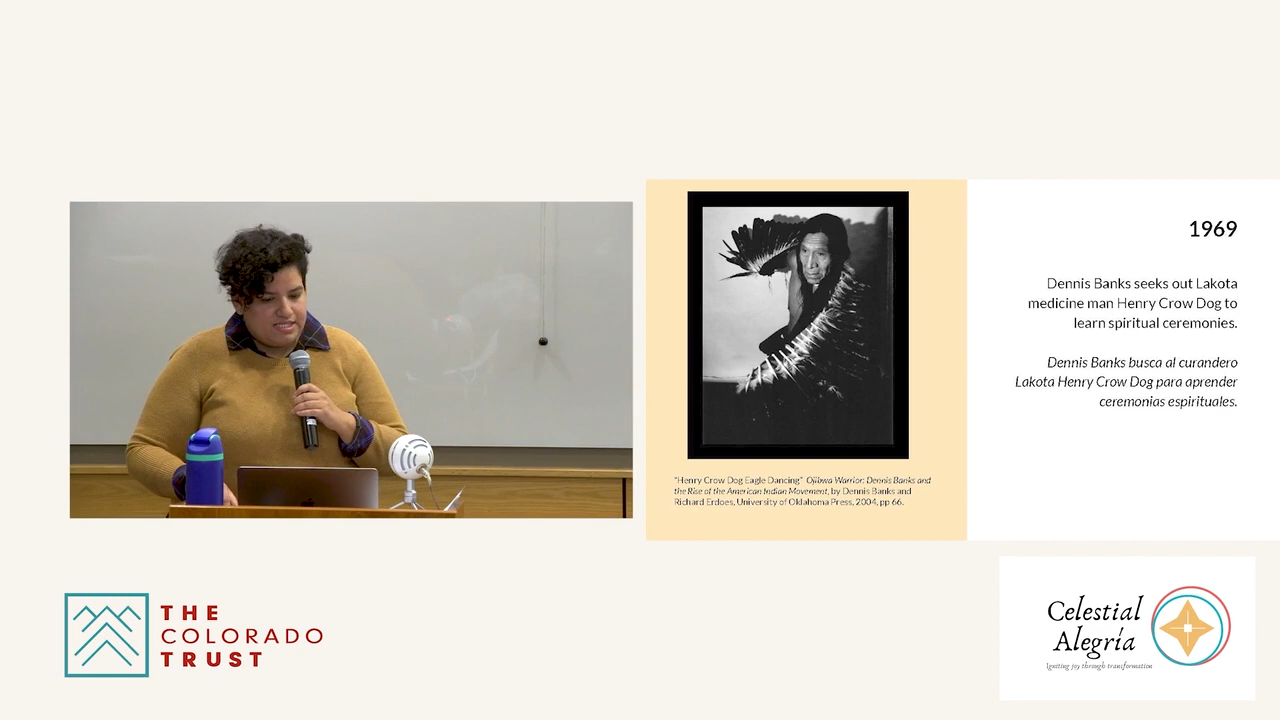 1969
Dennis Banks seeks out Lakota
medicine man Henry Crow Dog to
learn spiritual ceremonies.
Dennis Banks busca al curandero
Lakota Henry Crow Dog para aprender
ceremonias espirituales.
"Henry Crow Dog Eagle Dancing" Ojibwa Warrior: Dennis Banks and
the Rise of the American Indian Movement, by Dennis Banks and
Richard Erdoes, University of Oklahoma Press, 2004, pp 66.
THE
COLORADO
TRUST
Celestial
Alegría
Igniting joy through transformation